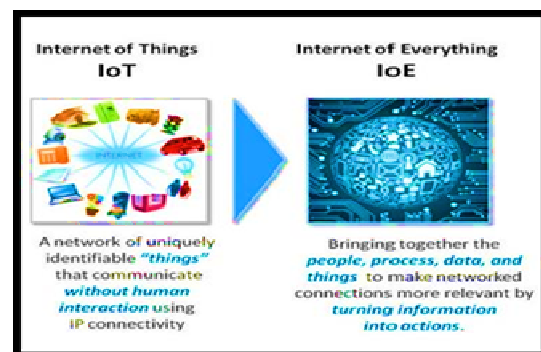 Internet of Things
IoT
Internet of Everything
IoE
INTERNET
A network of uniquely
identifiable "things"
that communicate
without human
interaction using
IP connectivity
Bringing together the
people, process, data, and
things to make networked
connections more relevant by
turning information
into actions.